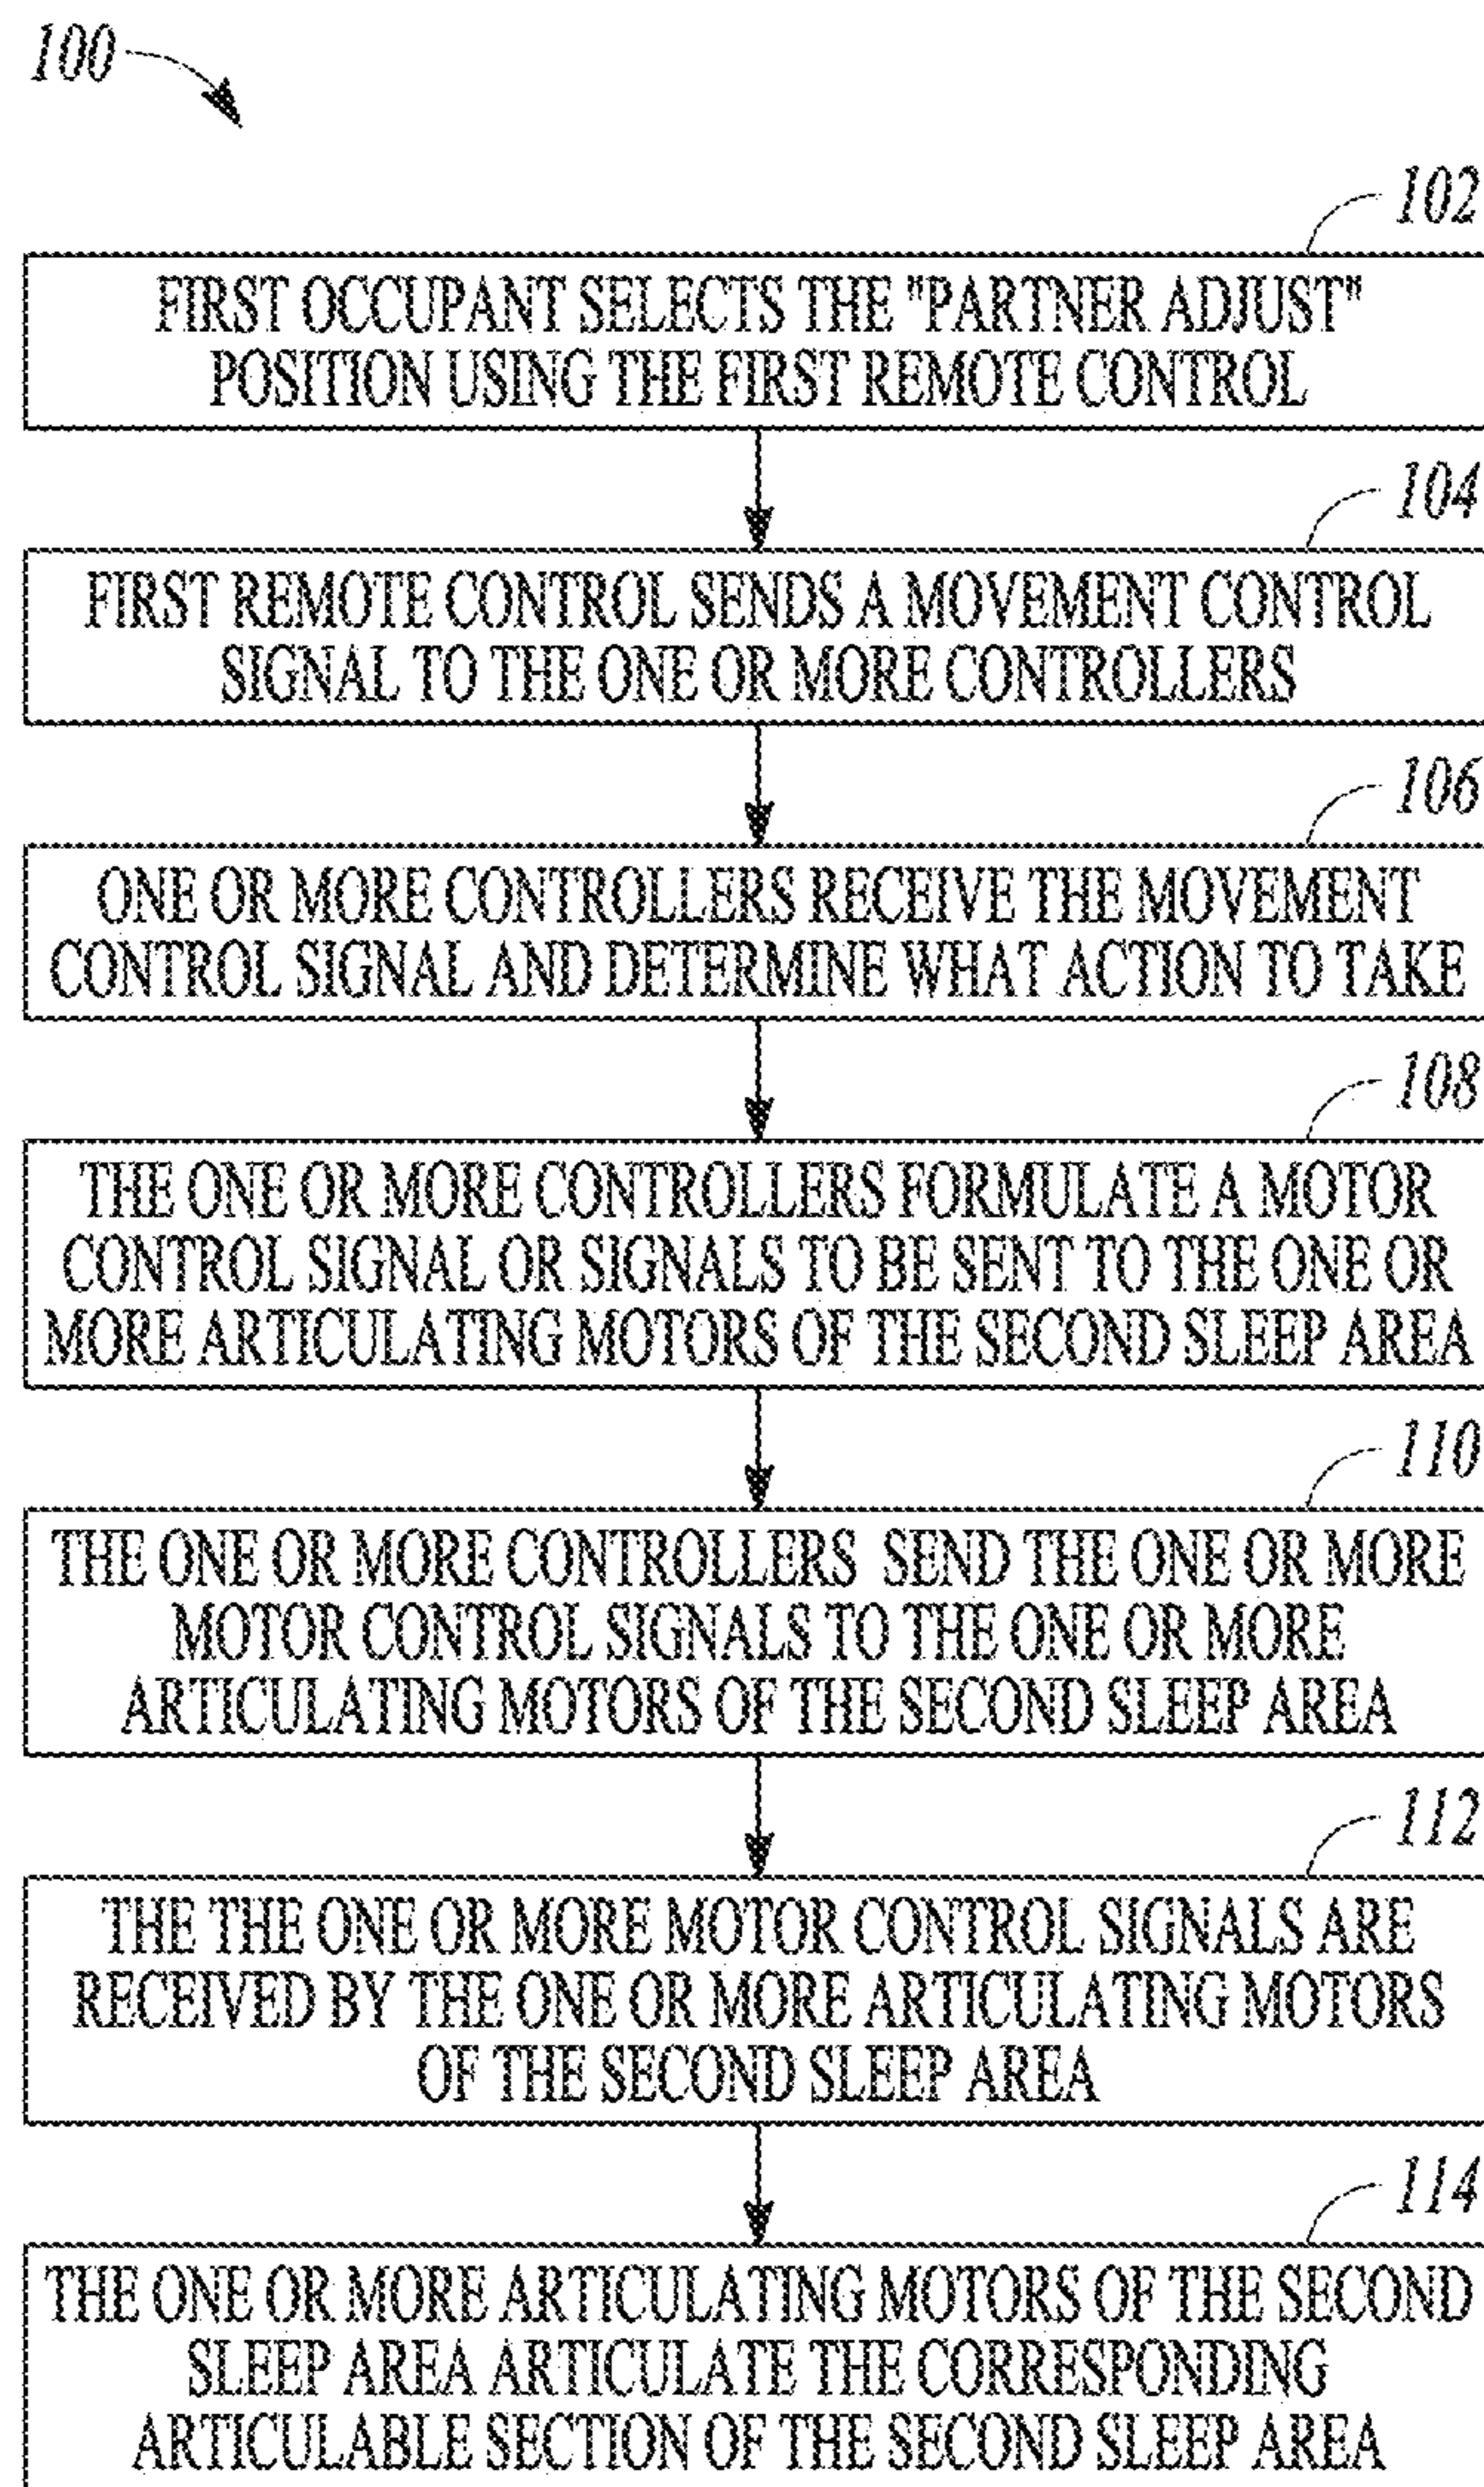 100
102
FIRST OCCUPANT SELECTS THE "PARTNER ADJUST"
POSITION USING THE FIRST REMOTE CONTROL
104
FIRST REMOTE CONTROL SENDS A MOVEMENT CONTROL
SIGNAL TO THE ONE OR MORE CONTROLLERS
106
ONE OR MORE CONTROLLERS RECEIVE THE MOVEMENT
CONTROL SIGNAL AND DETERMINE WHAT ACTION TO TAKE
108
THE ONE OR MORE CONTROLLERS FORMULATE A MOTOR
CONTROL SIGNAL OR SIGNALS TO BE SENT TO THE ONE OR
MORE ARTICULATING MOTORS OF THE SECOND SLEEP AREA
110
THE ONE OR MORE CONTROLLERS SEND THE ONE OR MORE
MOTOR CONTROL SIGNALS TO THE ONE OR MORE
ARTICULATING MOTORS OF THE SECOND SLEEP AREA
112
THE THE ONE OR MORE MOTOR CONTROL SIGNALS ARE
RECEIVED BY THE ONE OR MORE ARTICULATING MOTORS
OF THE SECOND SLEEP AREA
114
THE ONE OR MORE ARTICULATING MOTORS OF THE SECOND
SLEEP AREA ARTICULATE THE CORRESPONDING
ARTICULABLE SECTION OF THE SECOND SLEEP AREA